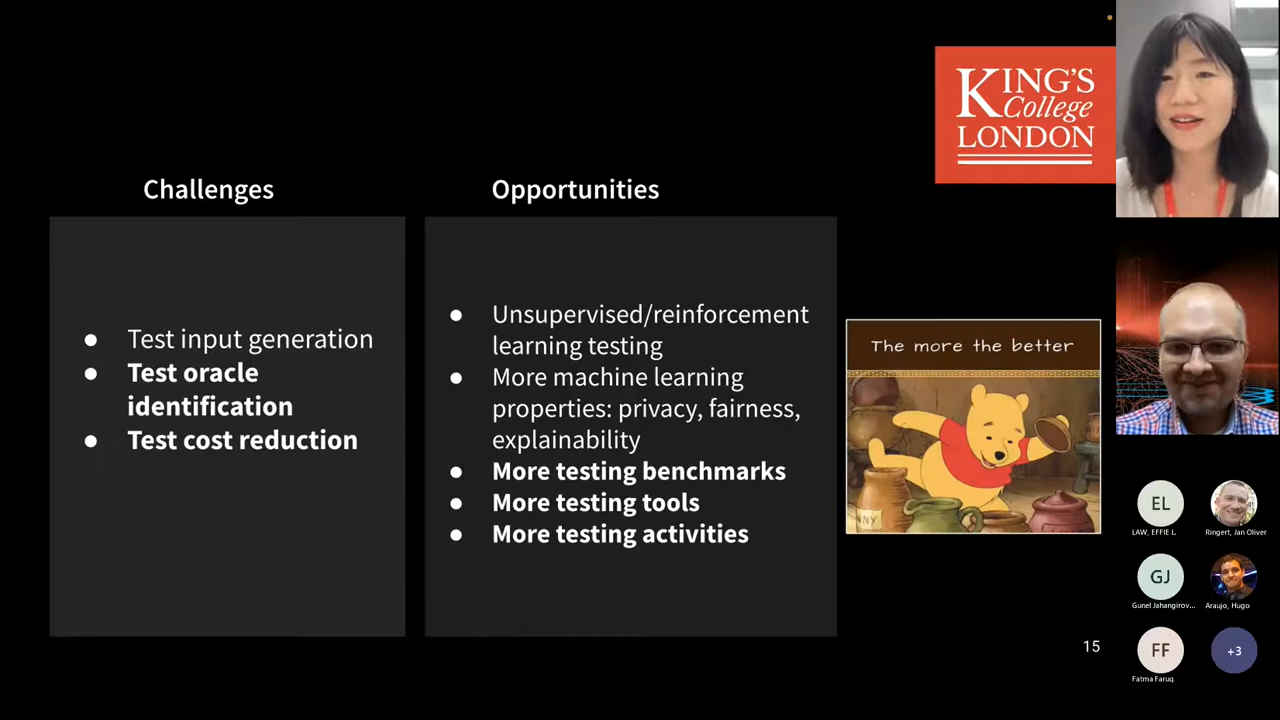 KING'S
College
LONDON
Challenges
Opportunities
● Test input generation
● Test oracle
identification
● Test cost reduction
● Unsupervised/reinforcement
learning testing
● More machine learning
properties: privacy, fairness,
explainability
● More testing benchmarks
● More testing tools
● More testing activities
The more the better
NNY
15
EL
LAW, EFFIE L.
Ringert, Jan Oliver
GJ
Gunel Jahangirov...
Araujo, Hugo
FF
Fatma Faruq
+3